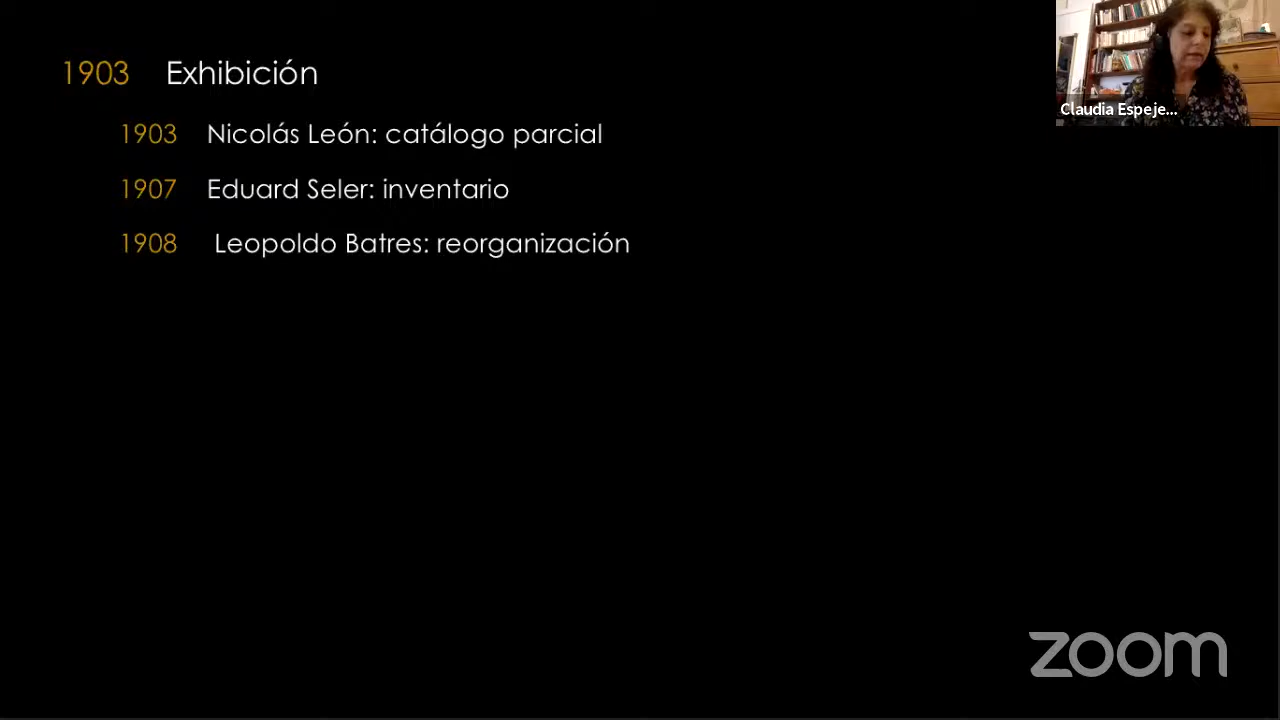 1903 Exhibición
1903 Nicolás León: catálogo parcial
1907 Eduard Seler: inventario
1908 Leopoldo Batres: reorganización
Claudia Espeje...
zoom